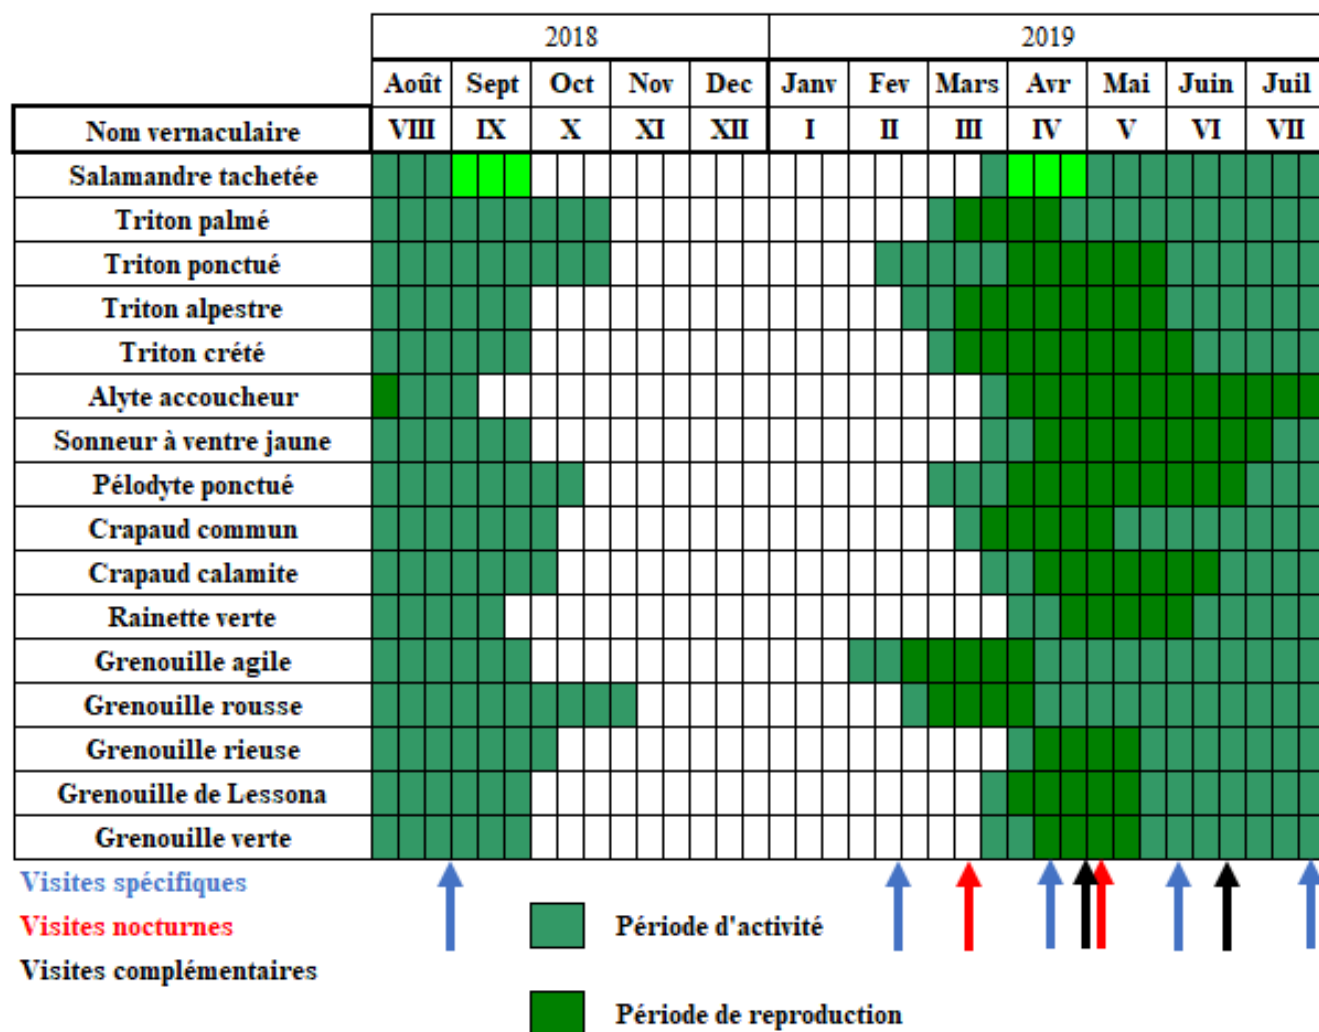 2018 2019
Août Sept Oct Nov Dec Janv Fev Mars Avr Mai Juin Juil
Nom vernaculaire VIII IX X XI XII I II III IV V VI VII
Salamandre tachetée
Triton palmé
Triton ponctué
Triton alpestre
Triton crété
Alyte accoucheur
Sonneur à ventre jaune
Pélodyte ponctué
Crapaud commun
Crapaud calamite
Rainette verte
Grenouille agile
Grenouille rousse
Grenouille rieuse
Grenouille de Lessona
Grenouille verte
Visites spécifiques
Visites nocturnes Période d'activité
Visites complémentaires
Période de reproduction